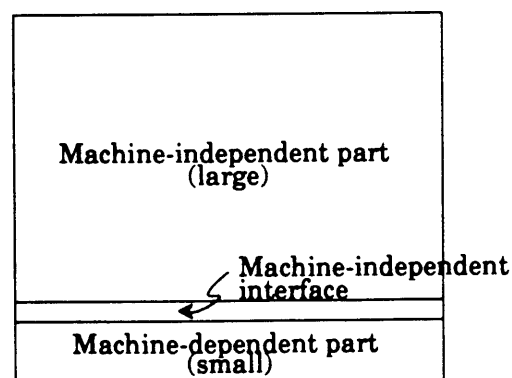 Machine-independent part
(large)
Machine-independent
interface
Machine-dependent part
(small)